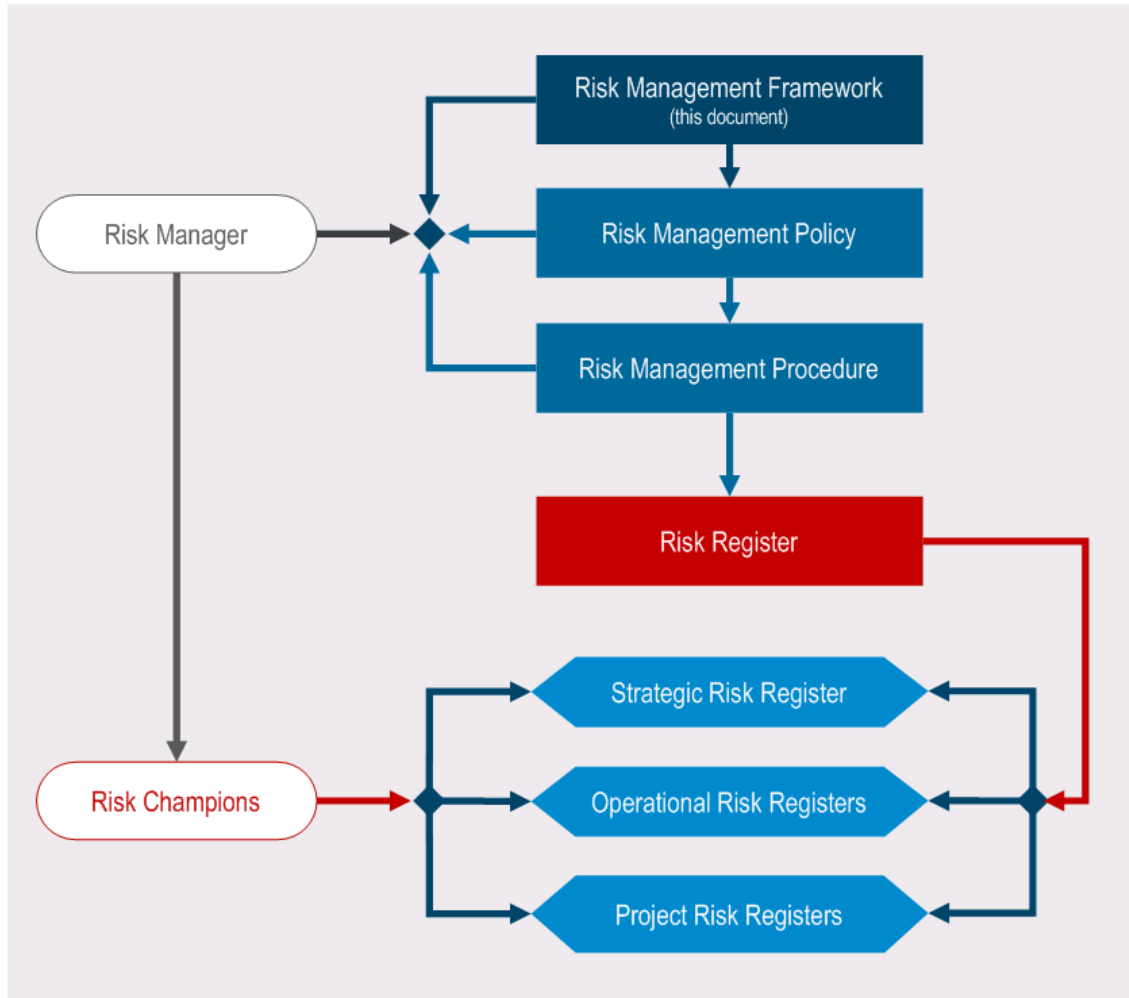 Risk Management Framework
(this document)
Risk Manager
Risk Management Policy
Risk Management Procedure
Risk Register
Strategic Risk Register
Risk Champions
Operational Risk Registers
Project Risk Registers